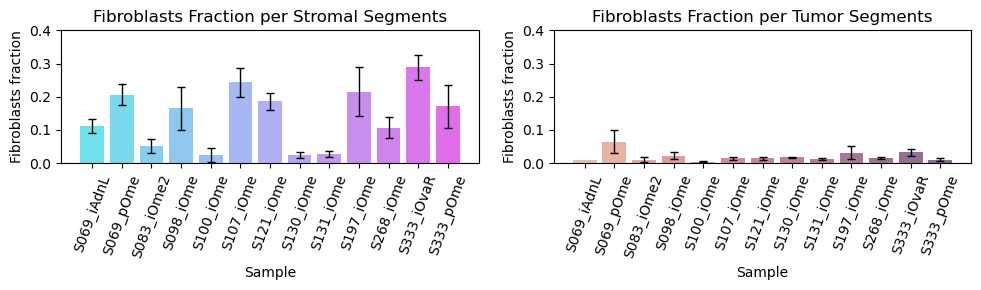 Fibroblasts Fraction per Stromal Segments
Fibroblasts fraction
0.4
0.3
0.2
0.1
0.0
S069_iAdnL
S069_pOme
S083_iOme2
S098_iOme
S100_iOme
S107_iOme
S121_iOme
S130_iOme
S131_iOme
S197_iOme
S268_iOme
S333_iOvaR
S333_pOme
Sample
Fibroblasts Fraction per Tumor Segments
Fibroblasts fraction
0.4
0.3
0.2
0.1
0.0
S069_iAdnL
S069_pOme
S083_iOme2
S098_iOme
S100_iOme
S107_iOme
S121_iOme
S130_iOme
S131_iOme
S197_iOme
S268_iOme
S333_iOvaR
S333_pOme
Sample